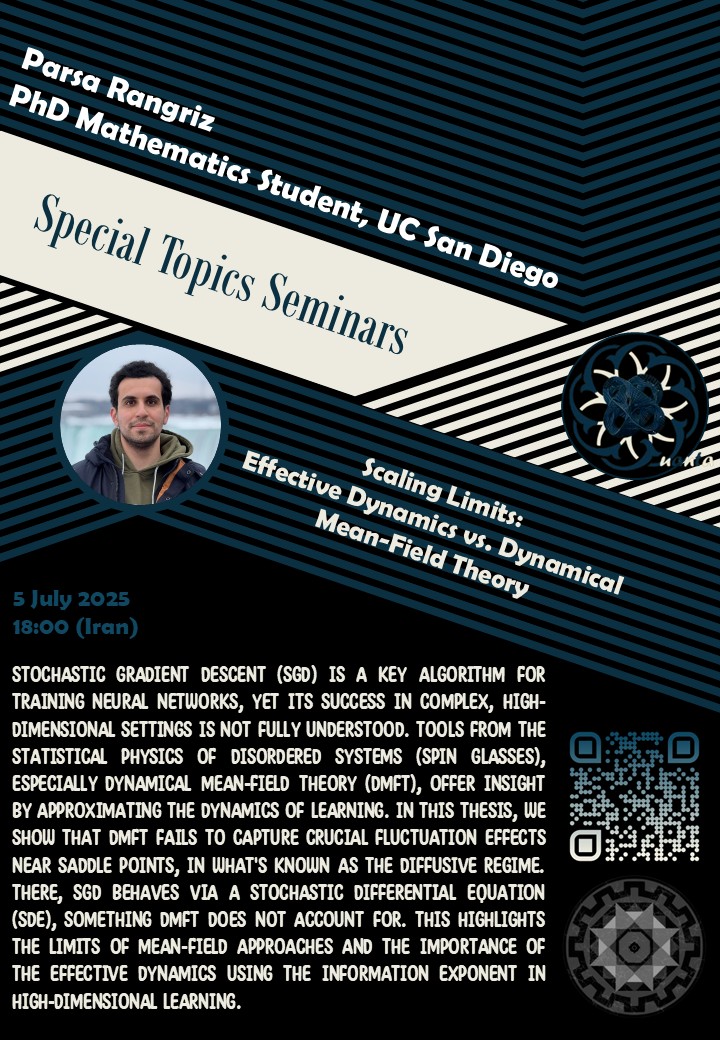 Parsa Rangriz
PhD Mathematics Student, UC San Diego
Special Topics Seminars
Scaling Limits:
Effective Dynamics vs. Dynamical
Mean-Field Theory
5 July 2025
18:00 (Iran)
STOCHASTIC GRADIENT DESCENT (SGD) IS A KEY ALGORITHM FOR
TRAINING NEURAL NETWORKS, YET ITS SUCCESS IN COMPLEX, HIGH-
DIMENSIONAL SETTINGS IS NOT FULLY UNDERSTOOD. TOOLS FROM THE
STATISTICAL PHYSICS OF DISORDERED SYSTEMS (SPIN GLASSES),
ESPECIALLY DYNAMICAL MEAN-FIELD THEORY (DMFT), OFFER INSIGHT
BY APPROXIMATING THE DYNAMICS OF LEARNING. IN THIS THESIS, WE
SHOW THAT DMFT FAILS TO CAPTURE CRUCIAL FLUCTUATION EFFECTS
NEAR SADDLE POINTS, IN WHAT'S KNOWN AS THE DIFFUSIVE REGIME.
THERE, SGD BEHAVES VIA A STOCHASTIC DIFFERENTIAL EQUATION
(SDE), SOMETHING DMFT DOES NOT ACCOUNT FOR. THIS HIGHLIGHTS
THE LIMITS OF MEAN-FIELD APPROACHES AND THE IMPORTANCE OF
THE EFFECTIVE DYNAMICS USING THE INFORMATION EXPONENT IN
HIGH-DIMENSIONAL LEARNING.